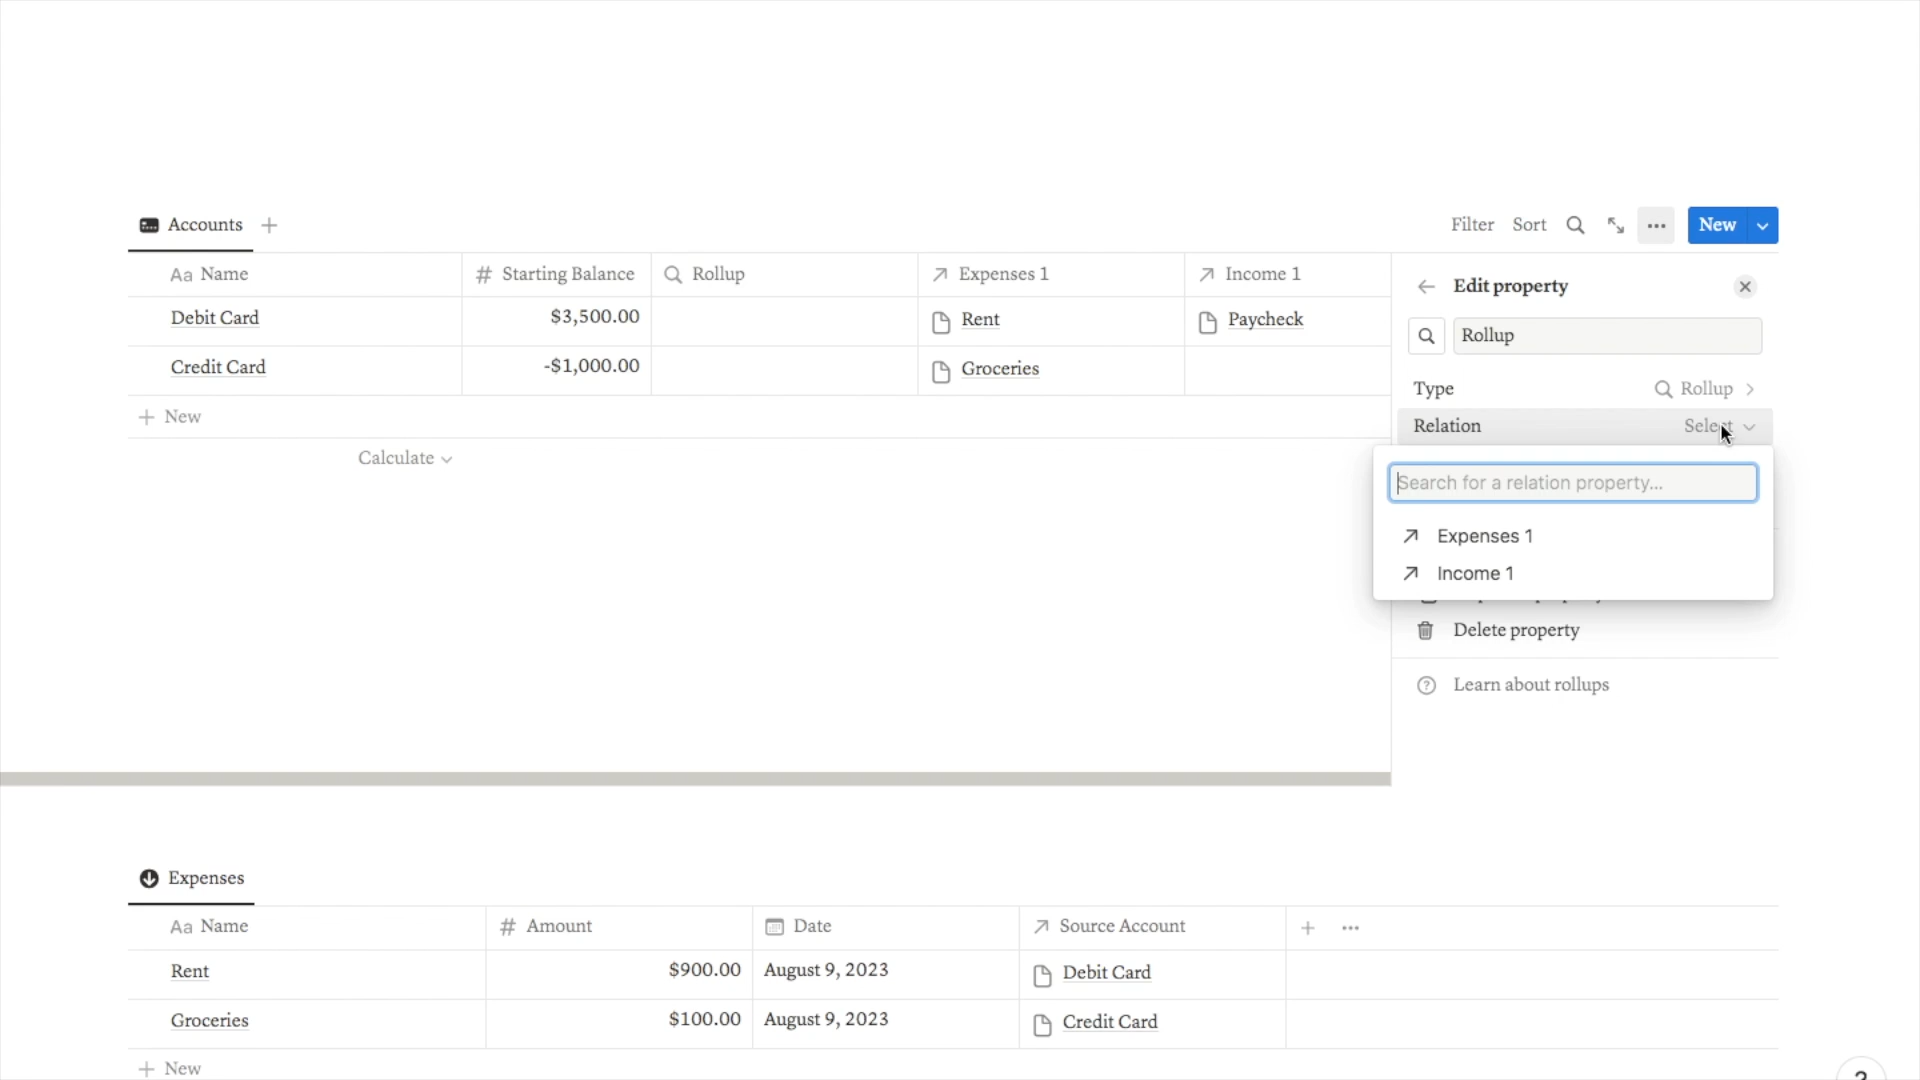 Accounts
Filter Sort New
Aa Name # Starting Balance Rollup Expenses 1 Income 1
Edit property
Debit Card $3,500.00 Rent Paycheck
Rollup
Credit Card -$1,000.00 Groceries
Type Rollup
New
Relation Select
Calculate
Search for a relation property...
Expenses 1
Income 1
Delete property
Learn about rollups
Expenses
Aa Name # Amount Date Source Account
Rent $900.00 August 9, 2023 Debit Card
Groceries $100.00 August 9, 2023 Credit Card
New